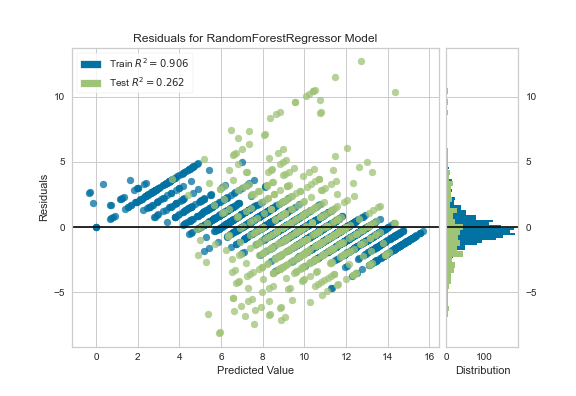 Residuals for RandomForestRegressor Model
Train R² = 0.906
Test R² = 0.262
Residuals
10
5
0
−5
0 2 4 6 8 10 12 14 16
Predicted Value
10
5
0
−5
0 100
Distribution